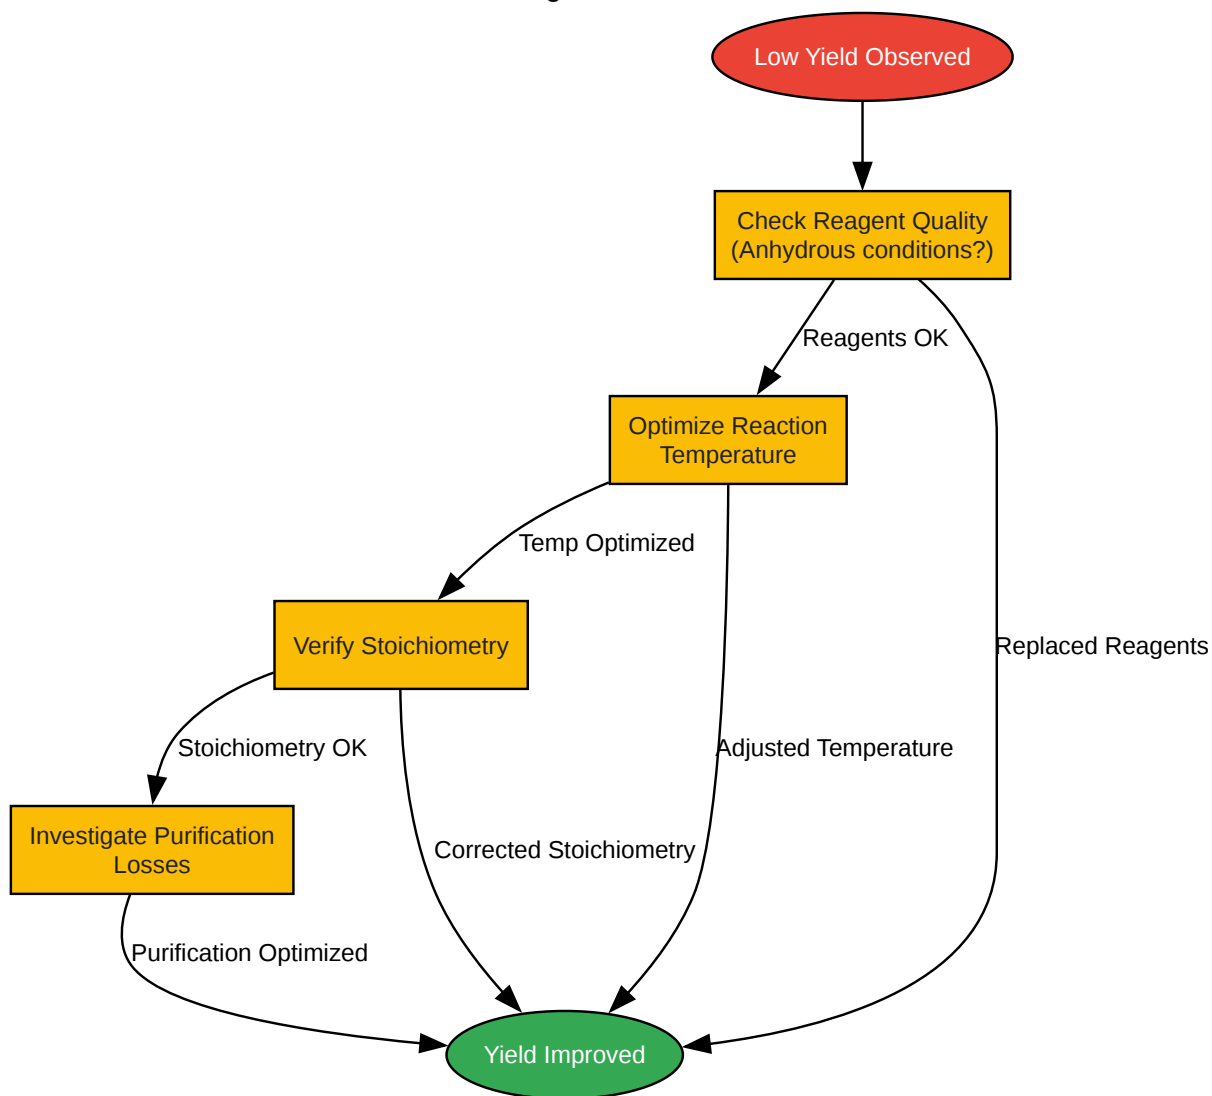 Low Yield Observed
Check Reagent Quality
(Anhydrous conditions?)
Reagents OK
Optimize Reaction
Temperature
Temp Optimized
Verify Stoichiometry
Replaced Reagents
Stoichiometry OK
Adjusted Temperature
Investigate Purification
Losses
Corrected Stoichiometry
Purification Optimized
Yield Improved